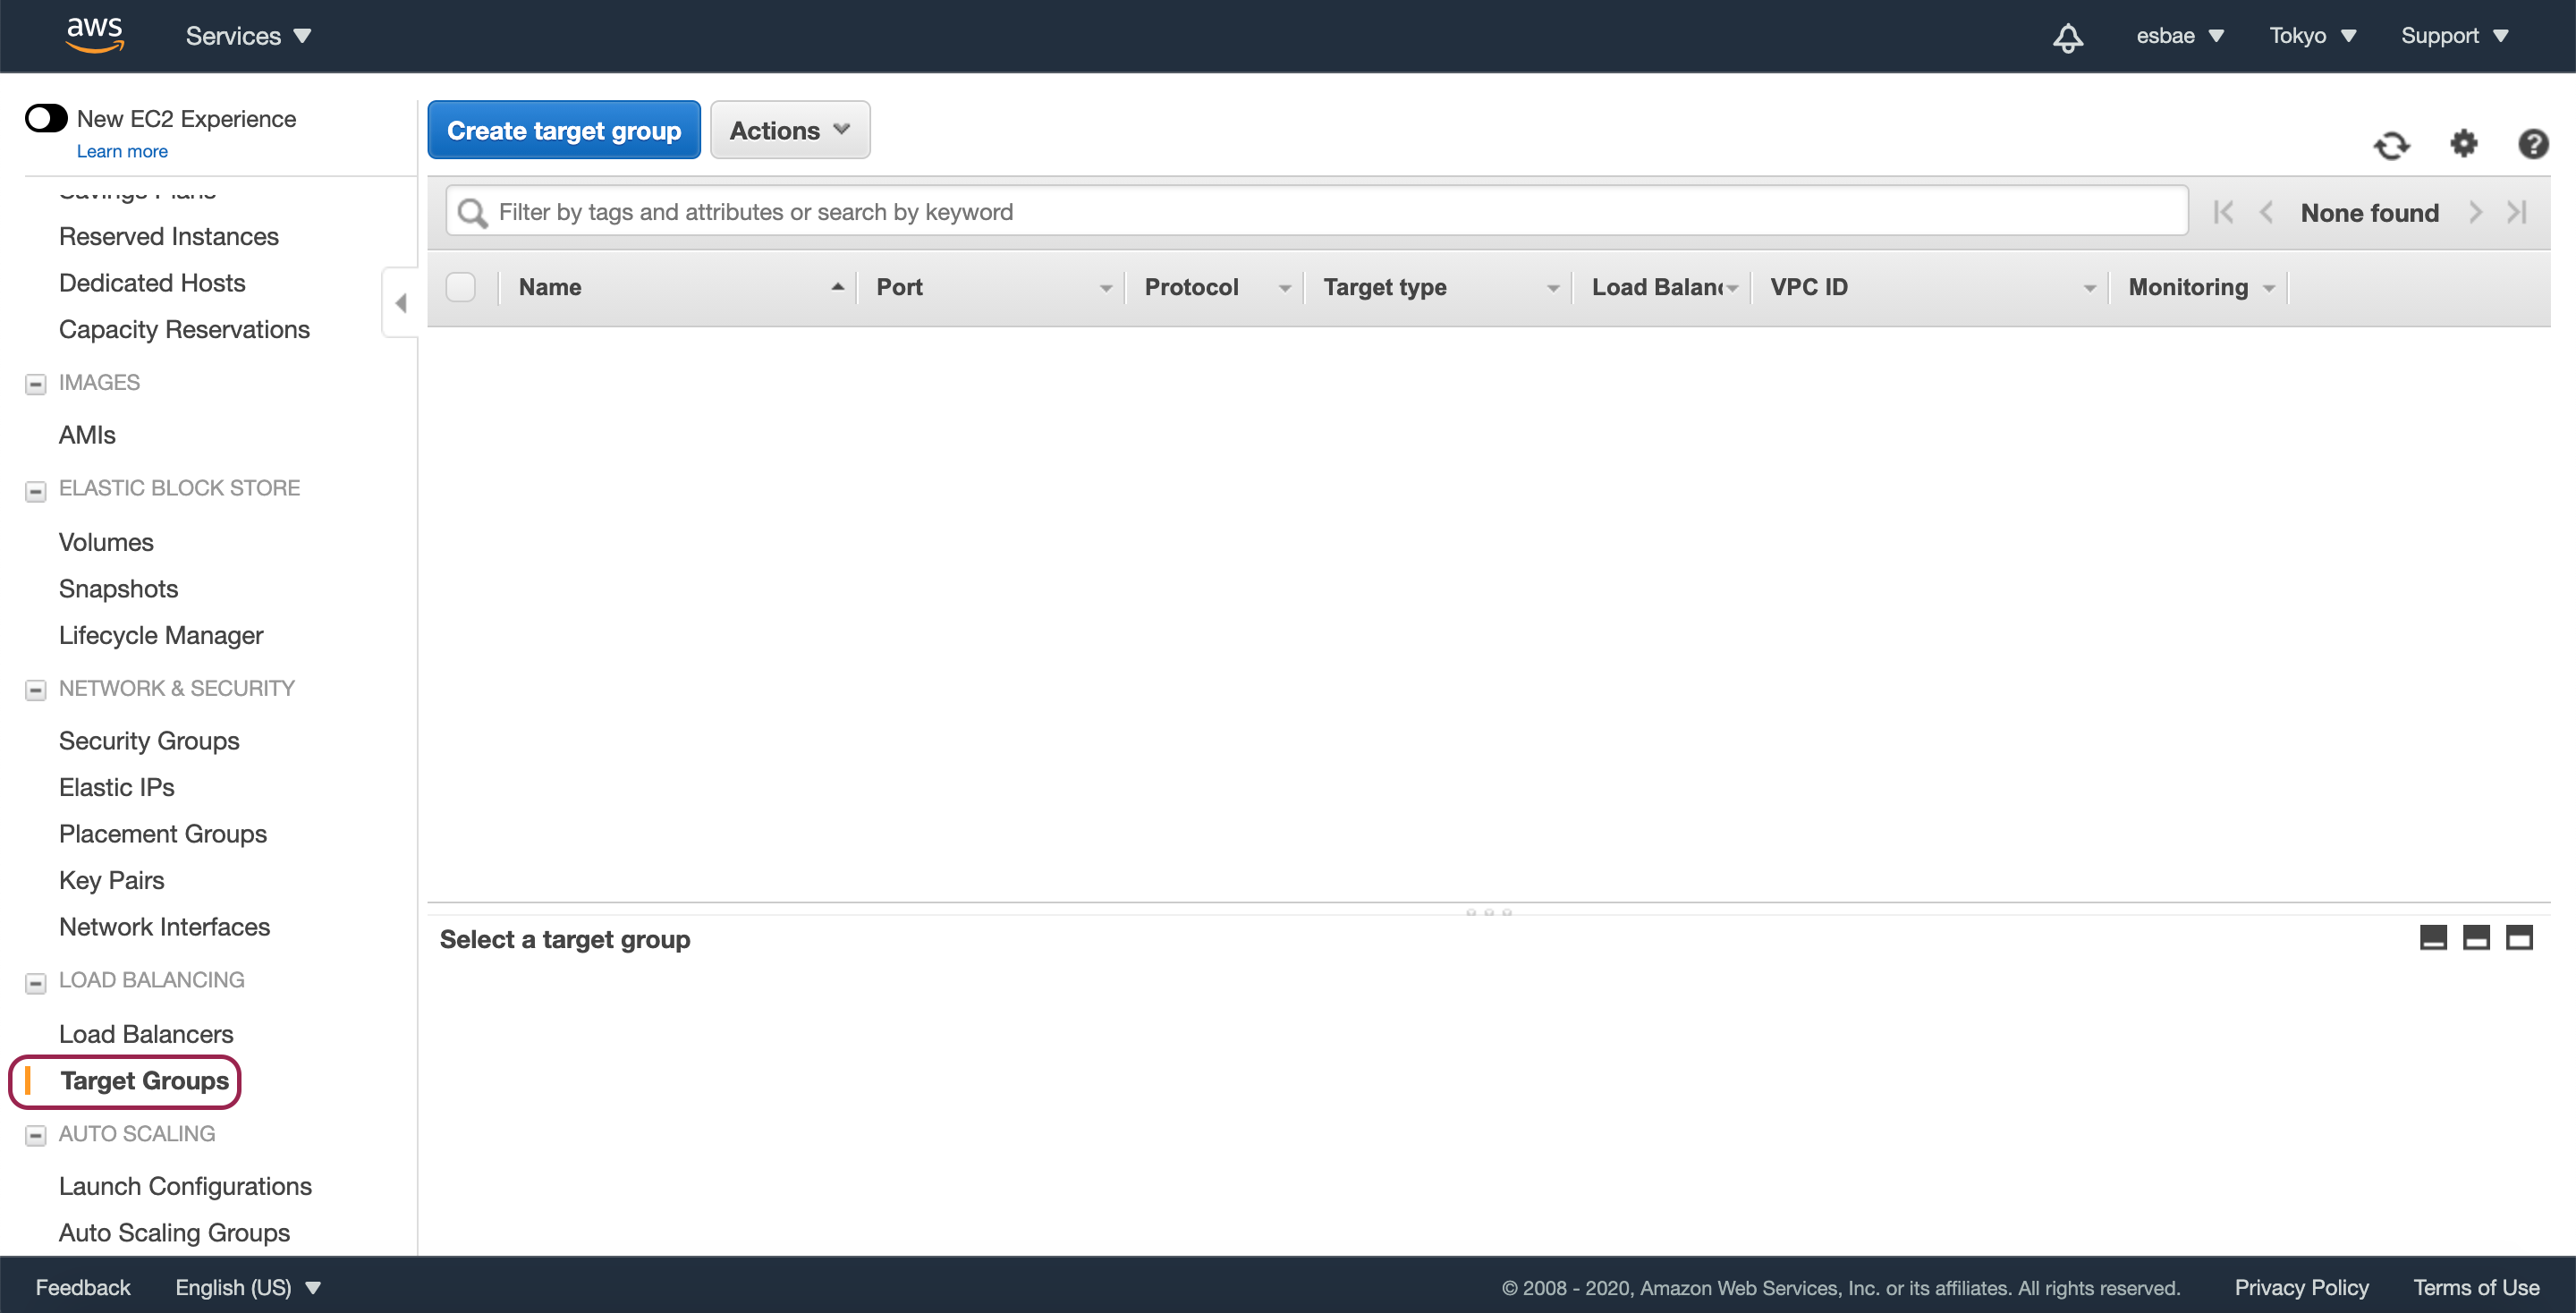 aws
Services
esbae
Tokyo
Support
New EC2 Experience
Learn more
Savings Plans
Reserved Instances
Dedicated Hosts
Capacity Reservations
IMAGES
AMIs
ELASTIC BLOCK STORE
Volumes
Snapshots
Lifecycle Manager
NETWORK & SECURITY
Security Groups
Elastic IPs
Placement Groups
Key Pairs
Network Interfaces
LOAD BALANCING
Load Balancers
Target Groups
AUTO SCALING
Launch Configurations
Auto Scaling Groups
Create target group
Actions
Filter by tags and attributes or search by keyword
None found
Name
Port
Protocol
Target type
Load Balanc
VPC ID
Monitoring
Select a target group
Feedback
English (US)
© 2008 - 2020, Amazon Web Services, Inc. or its affiliates. All rights reserved.
Privacy Policy
Terms of Use